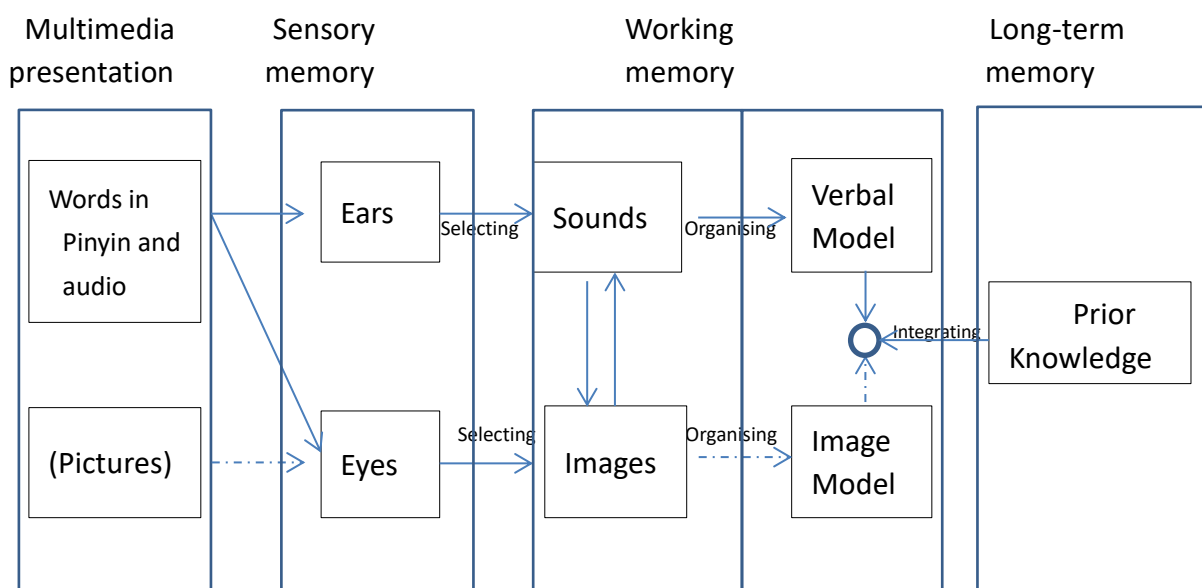 Multimedia
presentation
Sensory
memory
Working
memory
Long-term
memory
Words in
Pinyin and
audio
Ears
Selecting
Sounds
Organising
Verbal
Model
Integrating
Prior
Knowledge
(Pictures)
Eyes
Selecting
Images
Organising
Image
Model